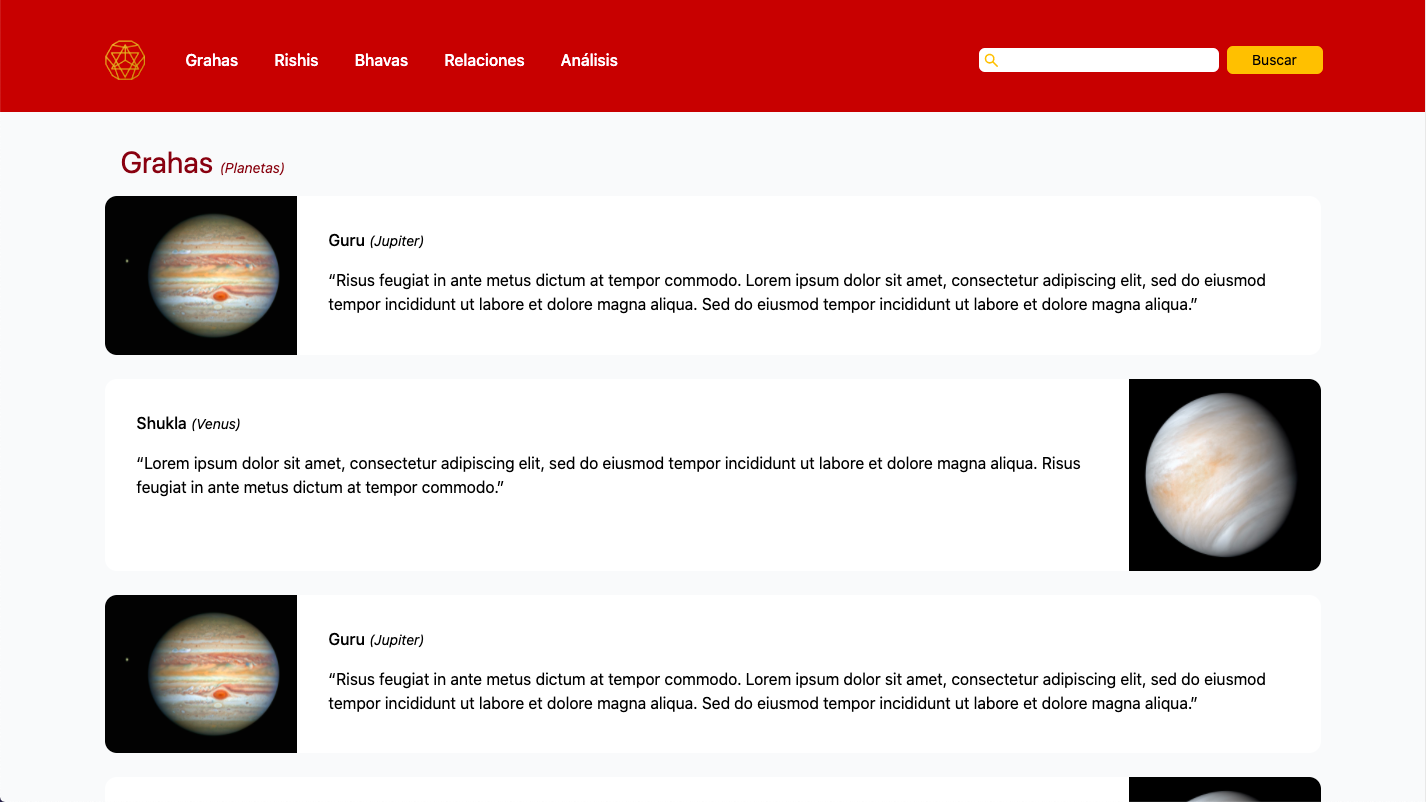 Grahas Rishis Bhavas Relaciones Análisis Buscar
Grahas (Planetas)
Guru (Jupiter)
“Risus feugiat in ante metus dictum at tempor commodo. Lorem ipsum dolor sit amet, consectetur adipiscing elit, sed do eiusmod
tempor incididunt ut labore et dolore magna aliqua. Sed do eiusmod tempor incididunt ut labore et dolore magna aliqua.”
Shukla (Venus)
“Lorem ipsum dolor sit amet, consectetur adipiscing elit, sed do eiusmod tempor incididunt ut labore et dolore magna aliqua. Risus
feugiat in ante metus dictum at tempor commodo.”
Guru (Jupiter)
“Risus feugiat in ante metus dictum at tempor commodo. Lorem ipsum dolor sit amet, consectetur adipiscing elit, sed do eiusmod
tempor incididunt ut labore et dolore magna aliqua. Sed do eiusmod tempor incididunt ut labore et dolore magna aliqua.”